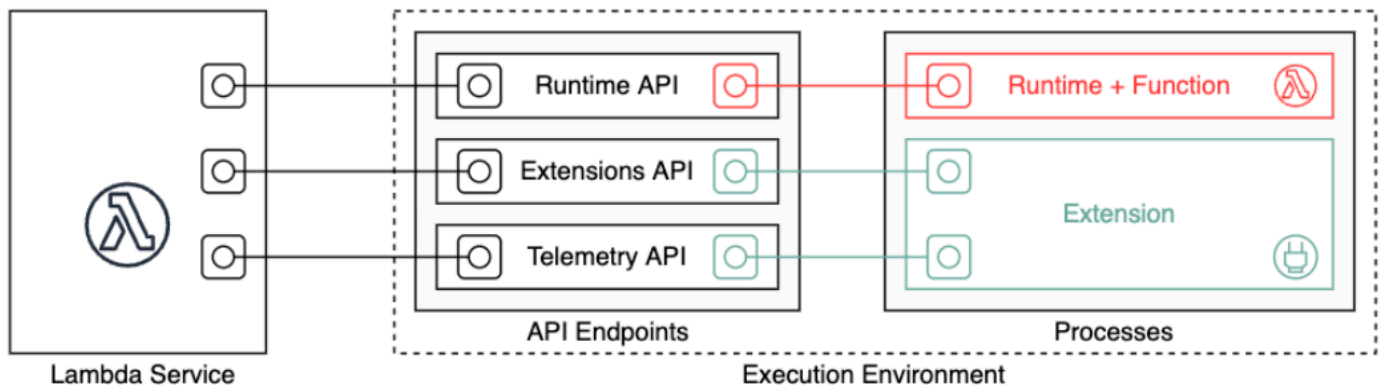 Runtime API
Runtime + Function
Extensions API
Extension
Telemetry API
API Endpoints
Processes
Lambda Service
Execution Environment